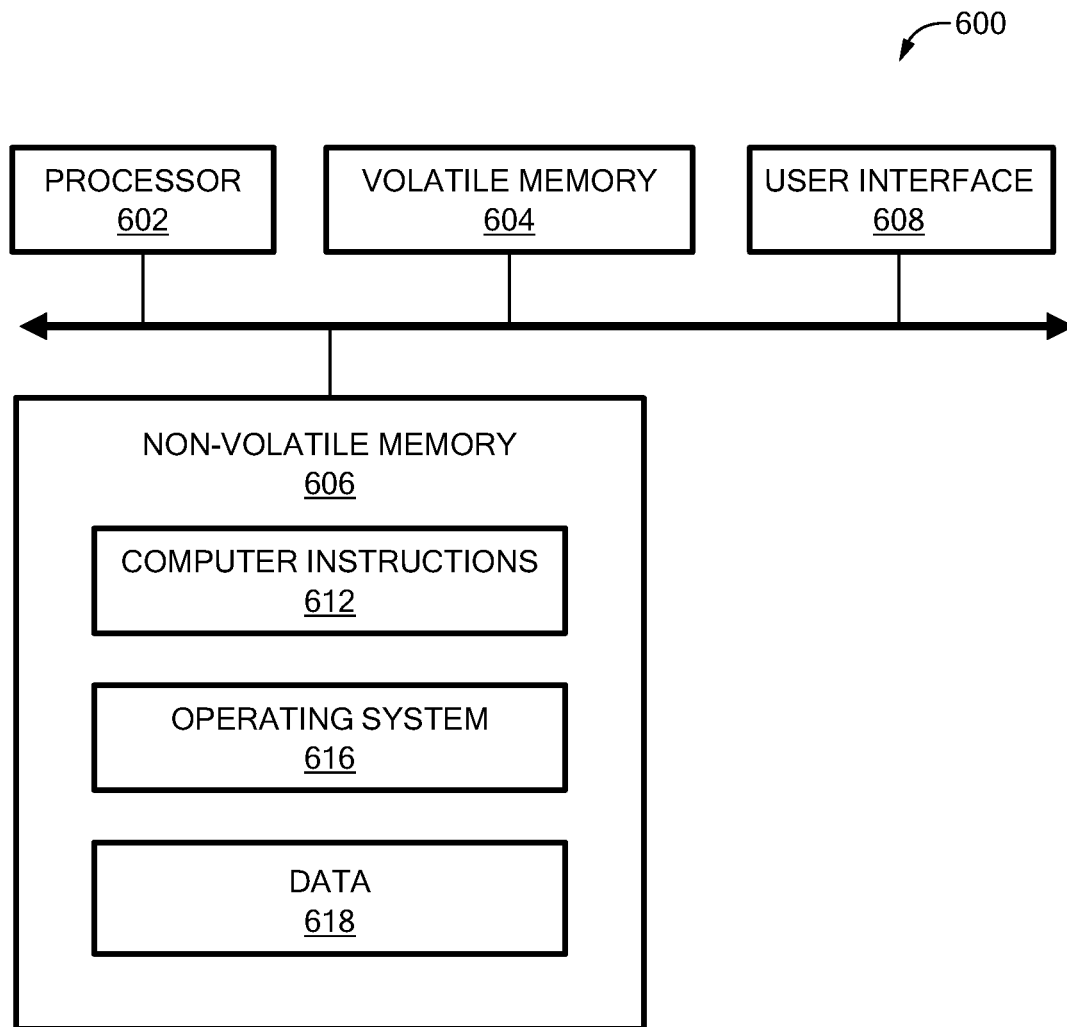 600
PROCESSOR
602
VOLATILE MEMORY
604
USER INTERFACE
608
NON-VOLATILE MEMORY
606
COMPUTER INSTRUCTIONS
612
OPERATING SYSTEM
616
DATA
618